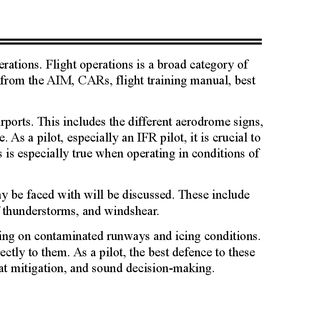 erations. Flight operations is a broad category of
from the AIM, CARs, flight training manual, best
rports. This includes the different aerodrome signs,
e. As a pilot, especially an IFR pilot, it is crucial to
s is especially true when operating in conditions of
y be faced with will be discussed. These include
thunderstorms, and windshear.
ing on contaminated runways and icing conditions.
ectly to them. As a pilot, the best defence to these
at mitigation, and sound decision-making.